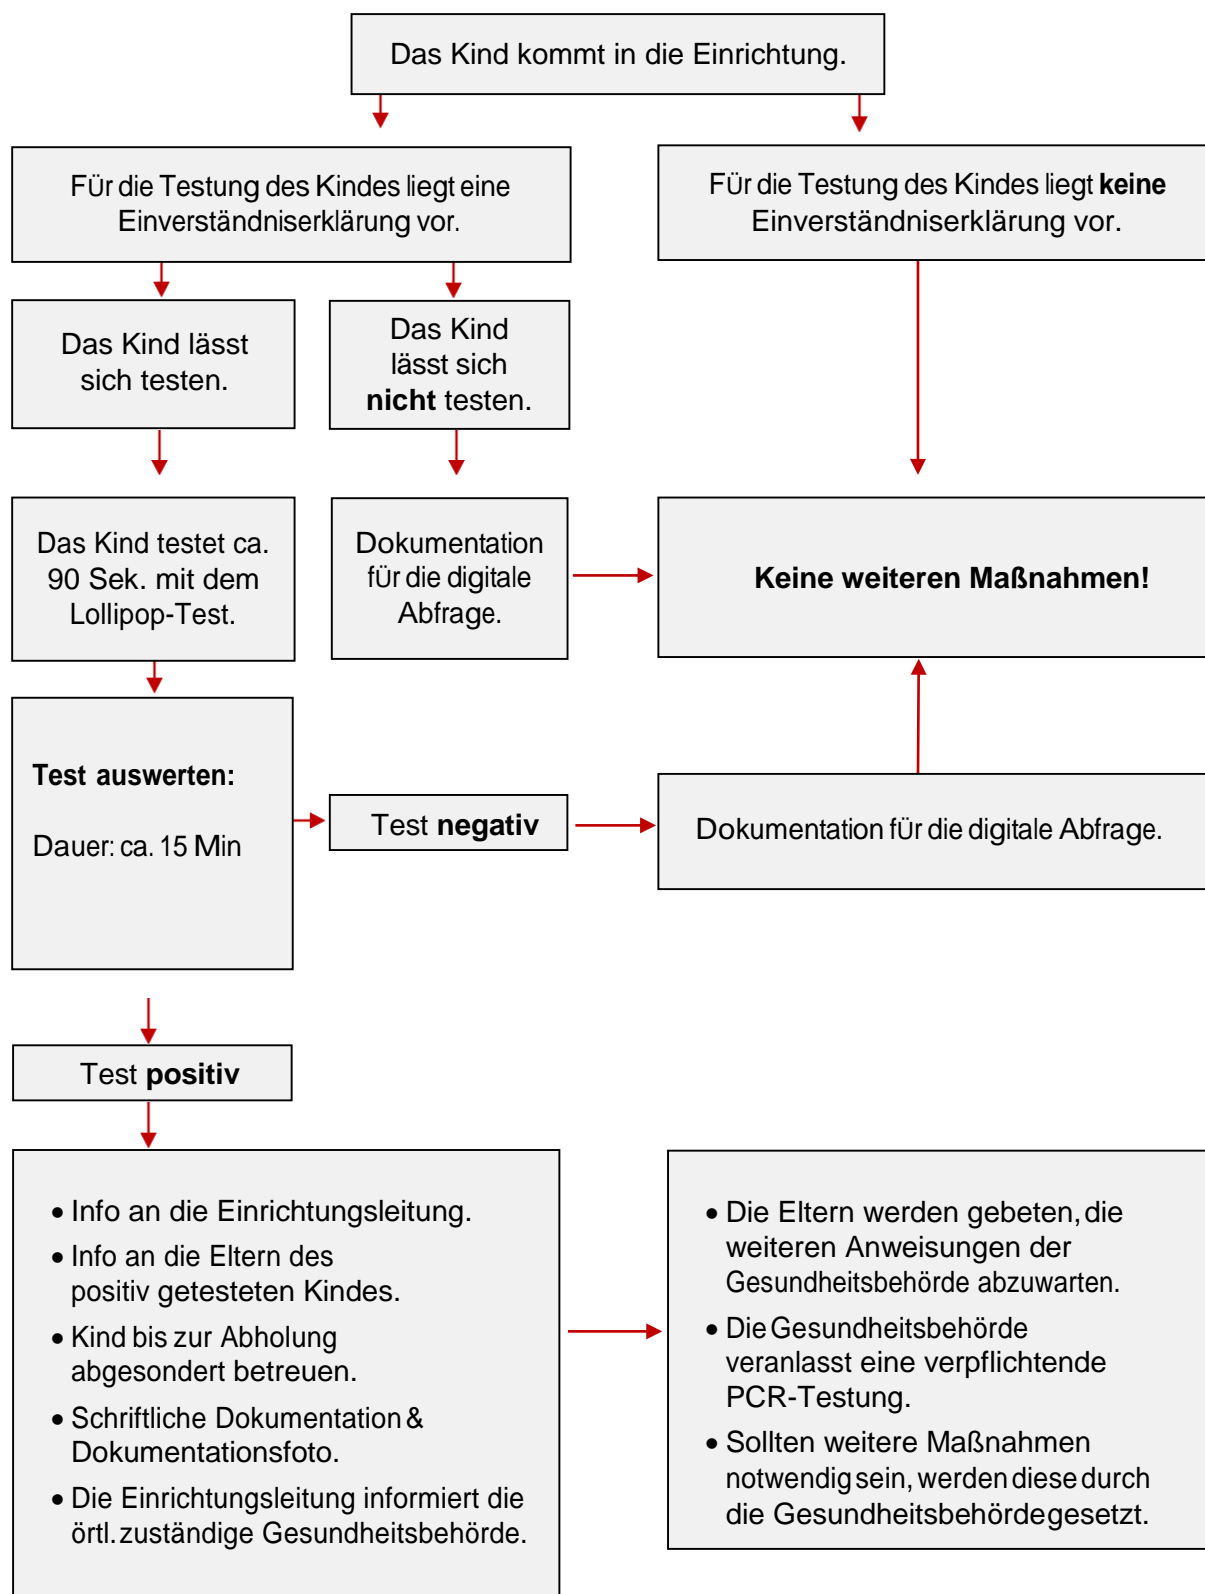 Das Kind kommt in die Einrichtung.
Für die Testung des Kindes liegt eine
Einverständniserklärung vor.
Für die Testung des Kindes liegt keine
Einverständniserklärung vor.
Das Kind lässt
sich testen.
Das Kind
lässt sich
nicht testen.
Das Kind testet ca.
90 Sek. mit dem
Lollipop-Test.
Dokumentation
für die digitale
Abfrage.
Keine weiteren Maßnahmen!
Test auswerten:
Dauer: ca. 15 Min
Test negativ
Dokumentation für die digitale Abfrage.
Test positiv
• Info an die Einrichtungsleitung.
• Info an die Eltern des
positiv getesteten Kindes.
• Kind bis zur Abholung
abgesondert betreuen.
• Schriftliche Dokumentation &
Dokumentationsfoto.
• Die Einrichtungsleitung informiert die
örtl. zuständige Gesundheitsbehörde.
• Die Eltern werden gebeten, die
weiteren Anweisungen der
Gesundheitsbehörde abzuwarten.
• Die Gesundheitsbehörde
veranlasst eine verpflichtende
PCR-Testung.
• Sollten weitere Maßnahmen
notwendig sein, werden diese durch
die Gesundheitsbehörde gesetzt.